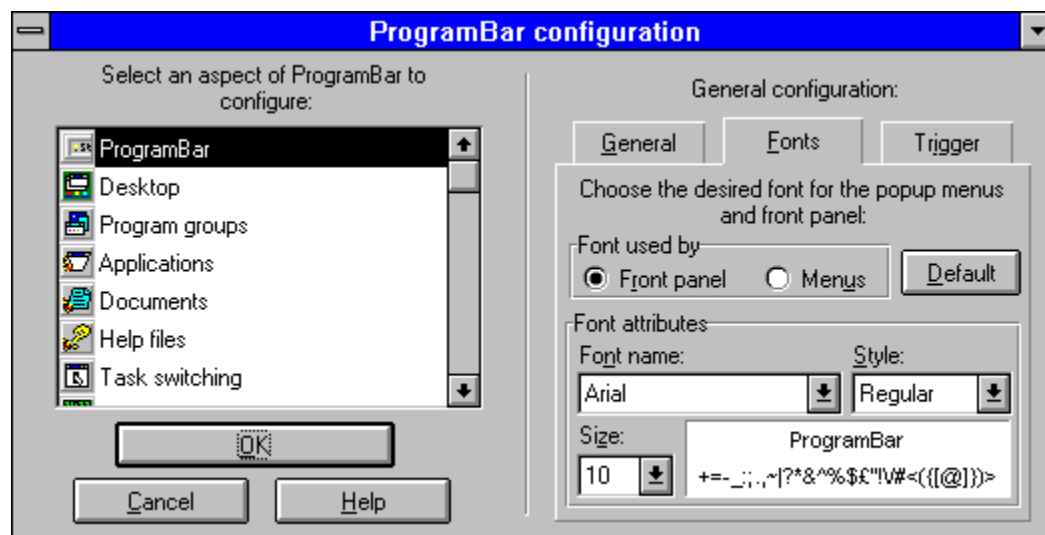 ProgramBar configuration
Select an aspect of ProgramBar to
configure:
ProgramBar
Desktop
Program groups
Applications
Documents
Help files
Task switching
OK
Cancel
Help
General configuration:
General
Fonts
Trigger
Choose the desired font for the popup menus
and front panel:
Font used by
Front panel
Menus
Default
Font attributes
Font name:
Style:
Arial
Regular
Size:
10
ProgramBar
+=-_:;.,~|?*&^%$£"!\/#<({[@]})>